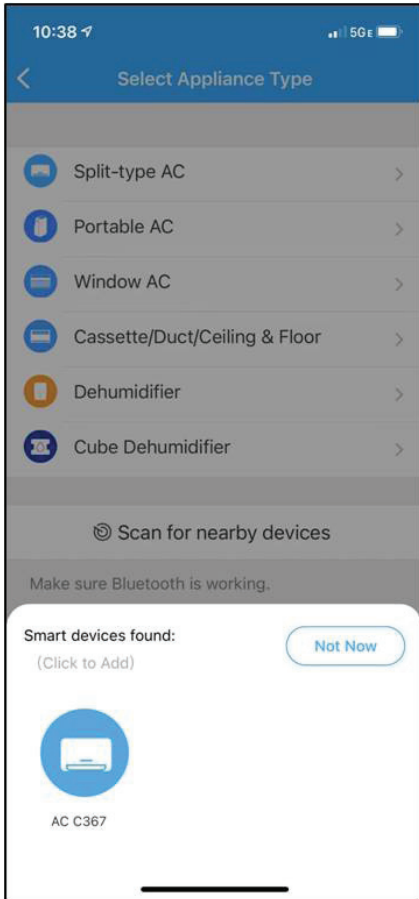 10:38
5GE
Select Appliance Type
Split-type AC
Portable AC
Window AC
Cassette/Duct/Ceiling & Floor
Dehumidifier
Cube Dehumidifier
Scan for nearby devices
Make sure Bluetooth is working.
Smart devices found:
Not Now
(Click to Add)
AC C367